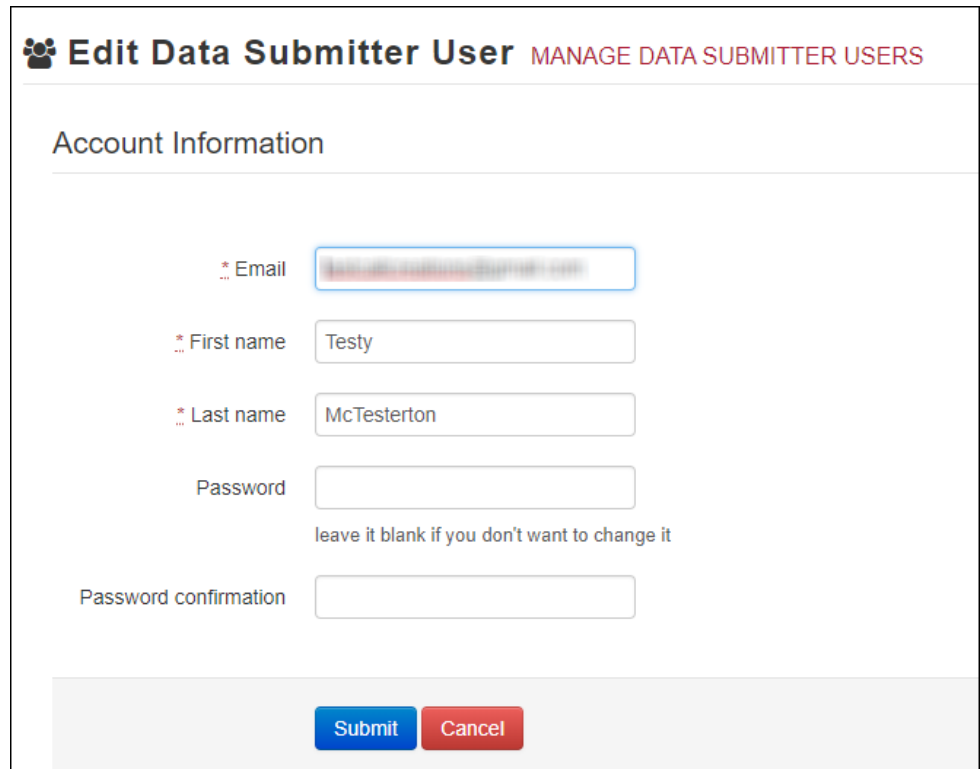 Edit Data Submitter User MANAGE DATA SUBMITTER USERS
Account Information
* Email
* First name Testy
* Last name McTesterton
Password
leave it blank if you don't want to change it
Password confirmation
Submit Cancel